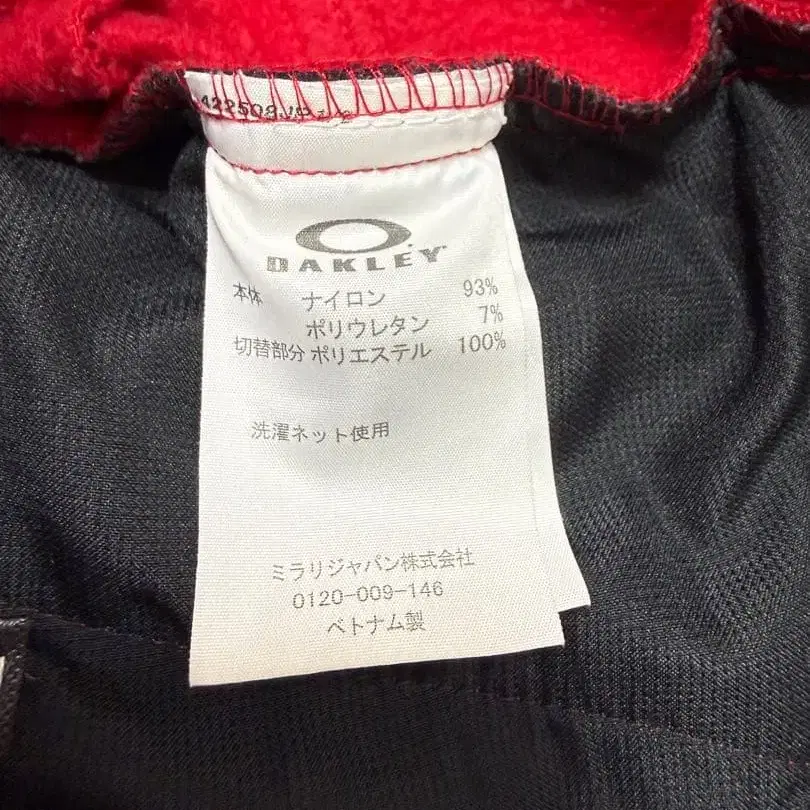 OAKLEY
本体 ナイロン 93%
ポリウレタン 7%
切替部分 ポリエステル 100%
洗濯ネット使用
ミラリジャパン株式会社
0120-009-146
ベトナム製